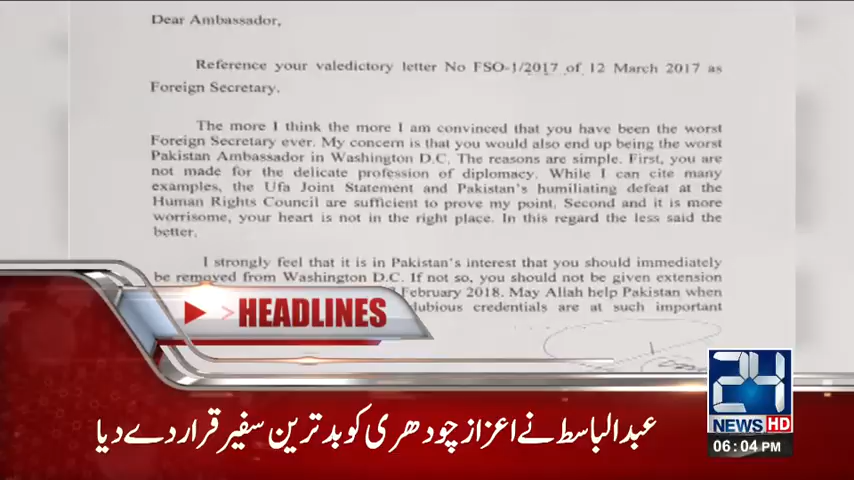 Dear Ambassador,
Reference your valedictory letter No FSO-1/2017 of 12 March 2017 as
Foreign Secretary.
The more I think the more I am convinced that you have been the worst
Foreign Secretary ever. My concern is that you would also end up being the worst
Pakistan Ambassador in Washington D.C. The reasons are simple. First, you are
not made for the delicate profession of diplomacy. While I can cite many
examples, the Ufa Joint Statement and Pakistan's humiliating defeat at the
Human Rights Council are sufficient to prove my point. Second and it is more
worrisome, your heart is not in the right place. In this regard the less said the
better.
I strongly feel that it is in Pakistan's interest that you should immediately
be removed from Washington D.C. If not so, you should not be given extension
February 2018. May Allah help Pakistan when
dubious credentials are at such important
HEADLINES
24
NEWS HD
06:04 PM
عبدالباسط نے اعزاز چودھری کو بدترین سفیر قرار دے دیا